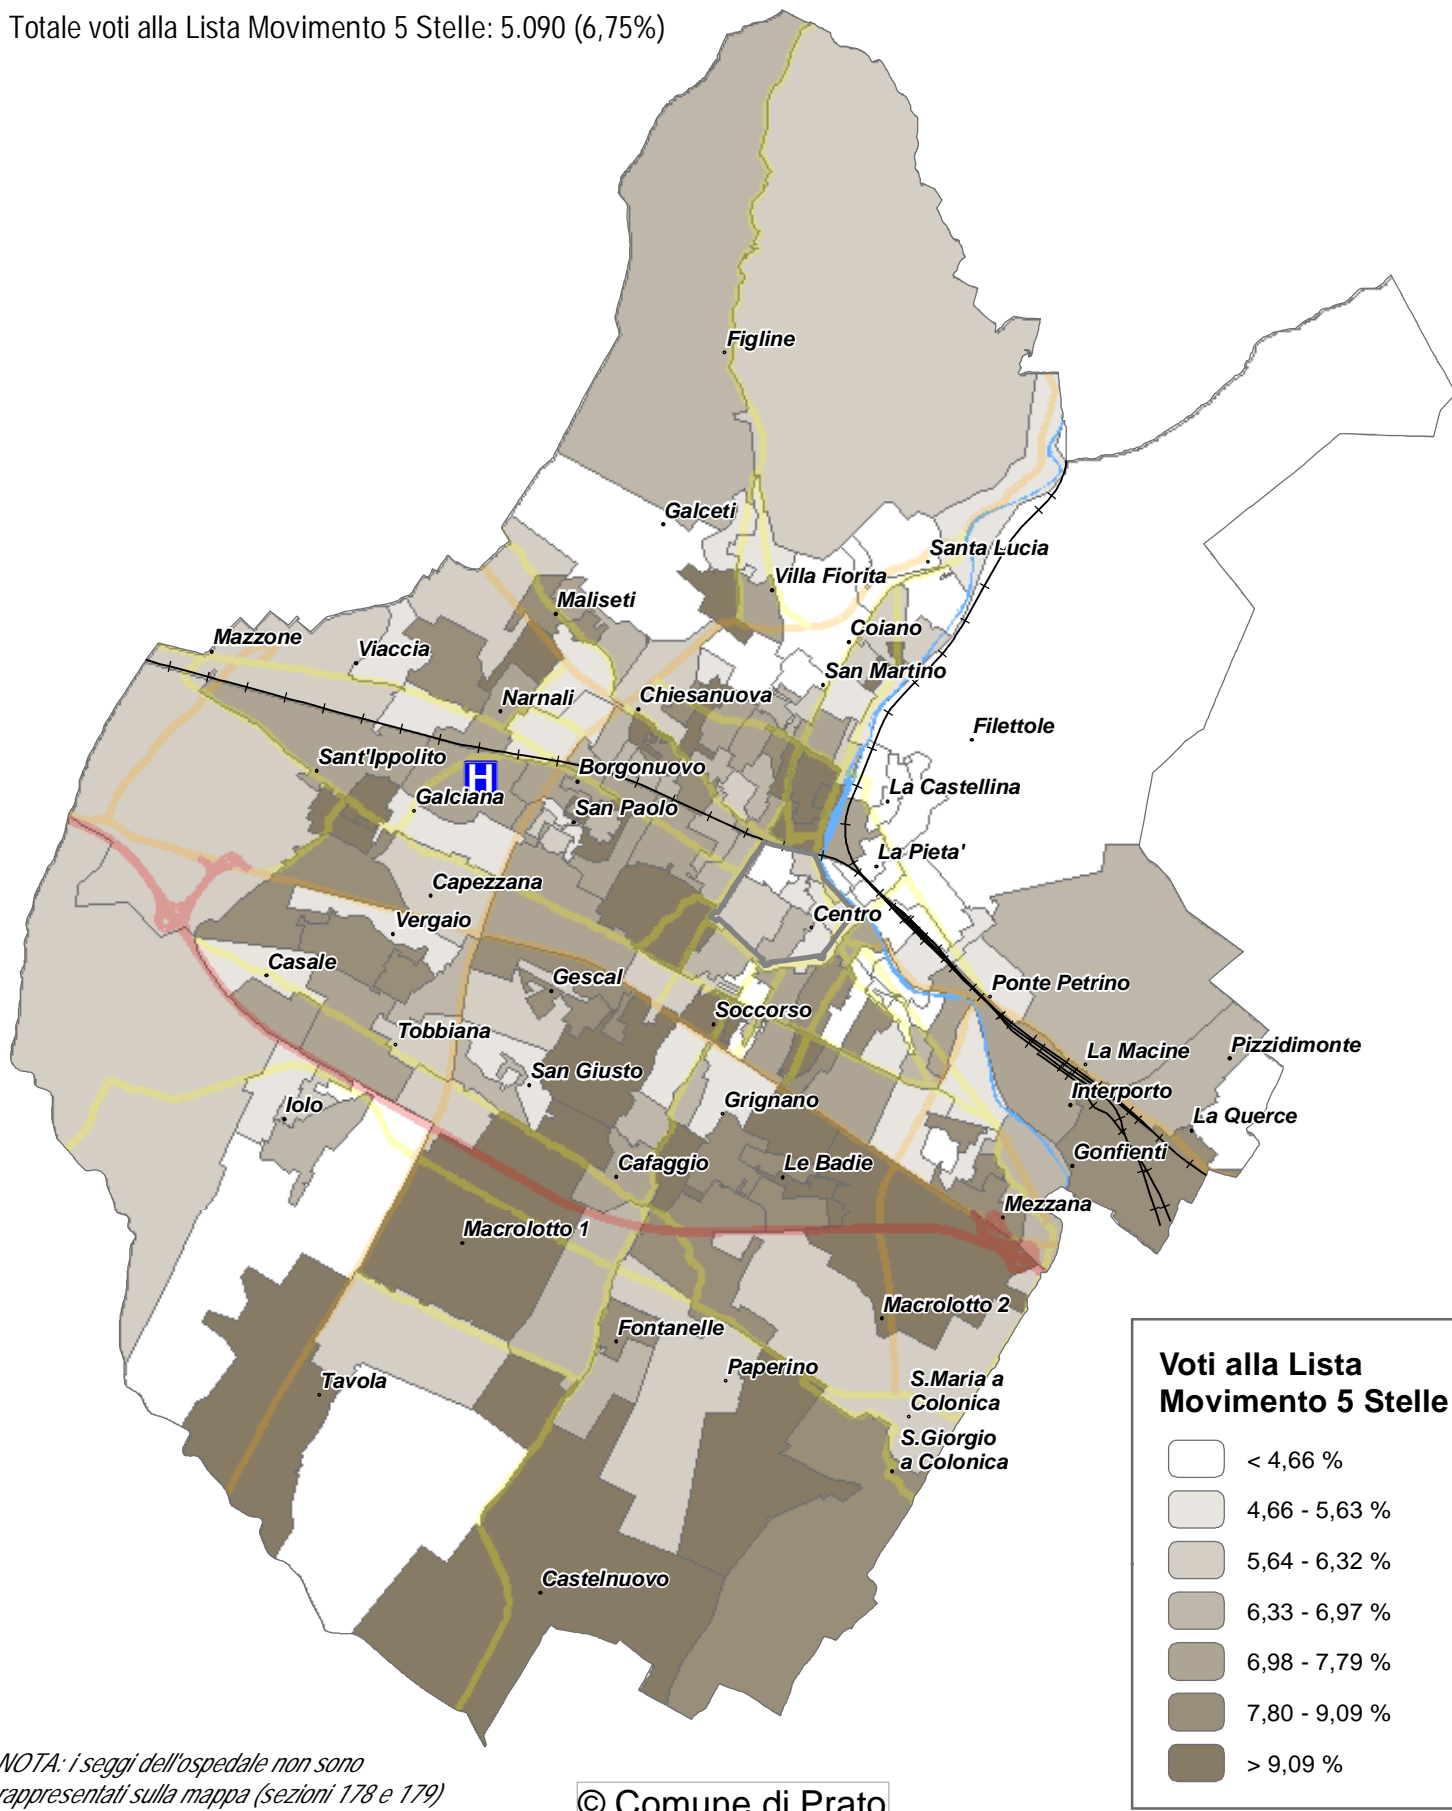 Totale voti alla Lista Movimento 5 Stelle: 5.090 (6,75%)
Figline
Galceti
Santa Lucia
Villa Fiorita
Maliseti
Coiano
Mazzone
Viaccia
San Martino
Narnali
Chiesanuova
Filettole
Sant'Ippolito
H
Borgonuovo
La Castellina
Galciana
San Paolo
La Pieta'
Capezzana
Centro
Vergaio
Casale
Gescal
Ponte Petrino
Soccorso
Tobbiana
La Macine
Pizzidimonte
San Giusto
Interporto
Iolo
Grignano
La Querce
Gonfienti
Cafaggio
Le Badie
Mezzana
Macrolotto 1
Macrolotto 2
Fontanelle
Paperino
Tavola
S.Maria a
Colonica
S.Giorgio
a Colonica
Castelnuovo
Voti alla Lista
Movimento 5 Stelle
< 4,66 %
4,66 - 5,63 %
5,64 - 6,32 %
6,33 - 6,97 %
6,98 - 7,79 %
7,80 - 9,09 %
> 9,09 %
NOTA: i seggi dell'ospedale non sono
rappresentati sulla mappa (sezioni 178 e 179)
© Comune di Prato